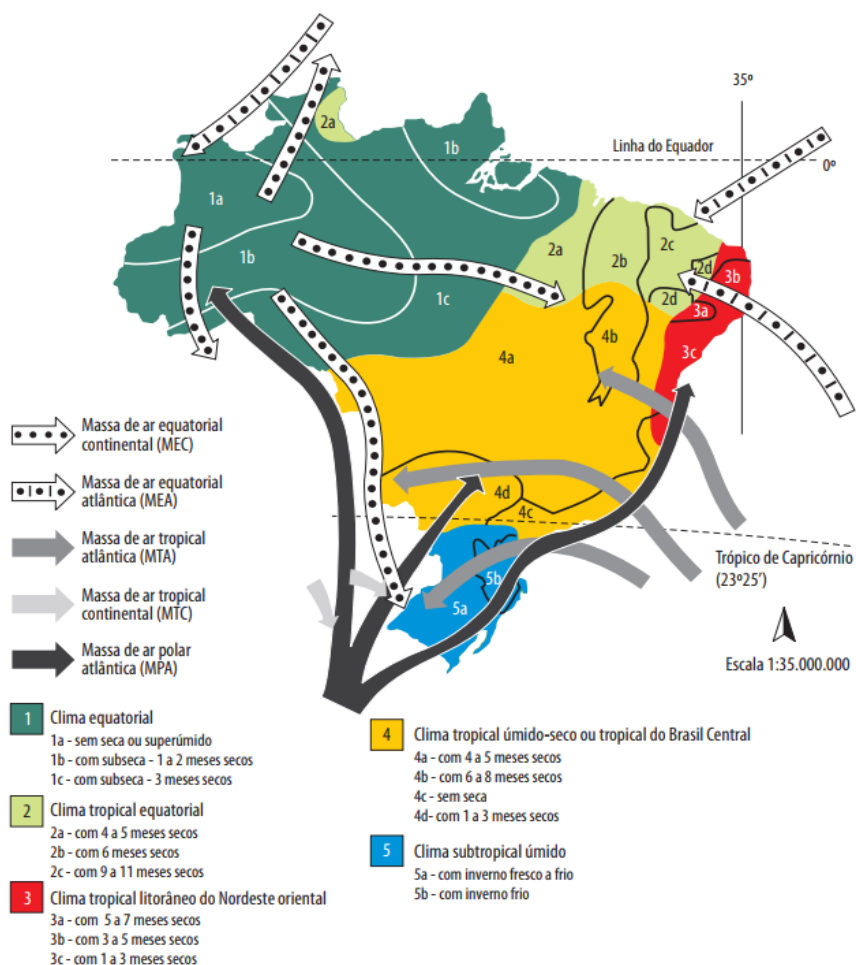 35º
2a
1b
Linha do Equador
0º
1a
1b
2a
2b
2c
2d
3b
1c
2d
3a
4a
4b
3c
Massa de ar equatorial
continental (MEC)
Massa de ar equatorial
atlântica (MEA)
4d
4c
Massa de ar tropical
atlântica (MTA)
Trópico de Capricórnio
(23º25')
5b
5a
Massa de ar tropical
continental (MTC)
Massa de ar polar
atlântica (MPA)
Escala 1:35.000.000
1 Clima equatorial
1a - sem seca ou superúmido
1b - com subseca - 1 a 2 meses secos
1c - com subseca - 3 meses secos
2 Clima tropical equatorial
2a - com 4 a 5 meses secos
2b - com 6 meses secos
2c - com 9 a 11 meses secos
3 Clima tropical litorâneo do Nordeste oriental
3a - com 5 a 7 meses secos
3b - com 3 a 5 meses secos
3c - com 1 a 3 meses secos
4 Clima tropical úmido-seco ou tropical do Brasil Central
4a - com 4 a 5 meses secos
4b - com 6 a 8 meses secos
4c - sem seca
4d- com 1 a 3 meses secos
5 Clima subtropical úmido
5a - com inverno fresco a frio
5b - com inverno frio